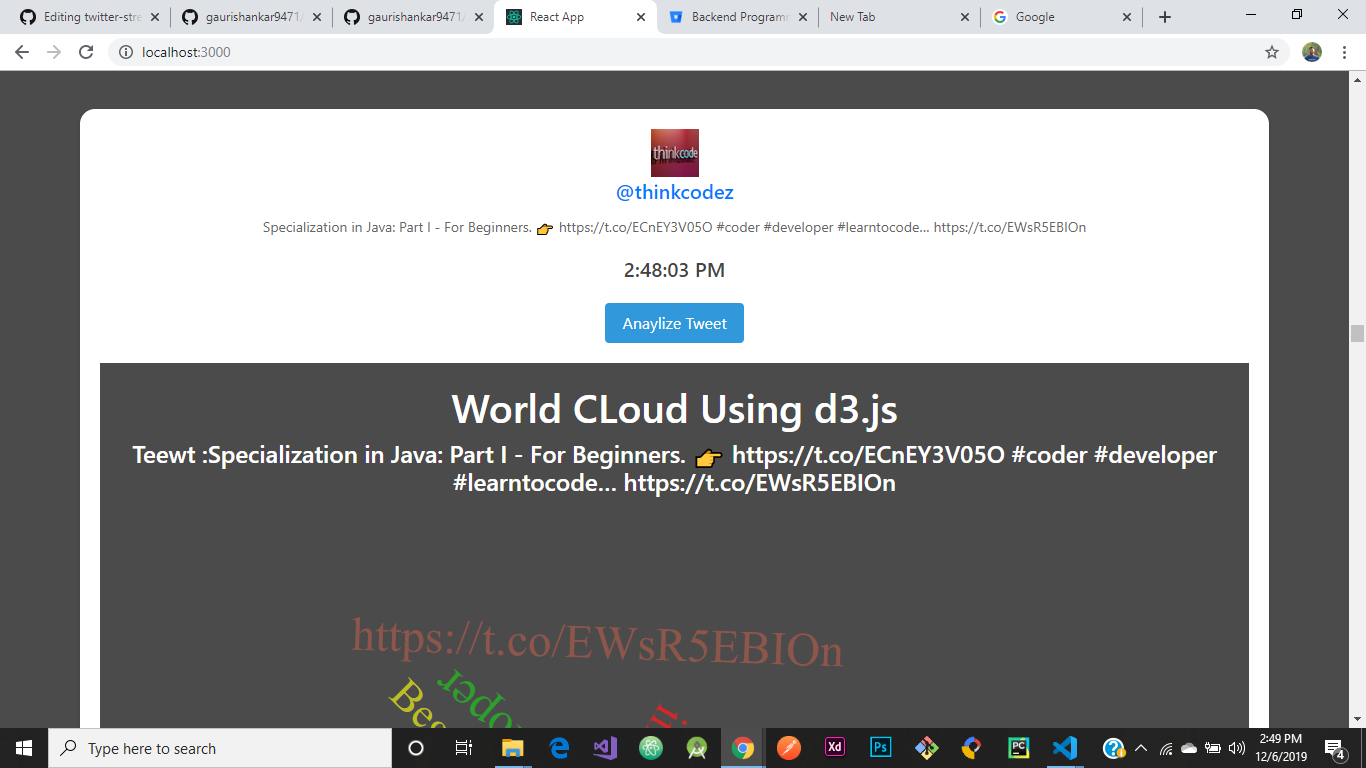 Editing twitter-stre
gaurishankar9471/
gaurishankar9471/
React App
Backend Programm
New Tab
Google
localhost:3000
thinkcode
@thinkcodez
Specialization in Java: Part I - For Beginners. 👉 https://t.co/ECnEY3V05O #coder #developer #learntocode… https://t.co/EWsR5EBIOn
2:48:03 PM
Anaylize Tweet
World CLoud Using d3.js
Teewt :Specialization in Java: Part I - For Beginners. 👉 https://t.co/ECnEY3V05O #coder #developer
#learntocode… https://t.co/EWsR5EBIOn
https://t.co/EWsR5EBIOn
oper
Beg
in
Type here to search
Xd
Ps
PC
2:49 PM
12/6/2019
4